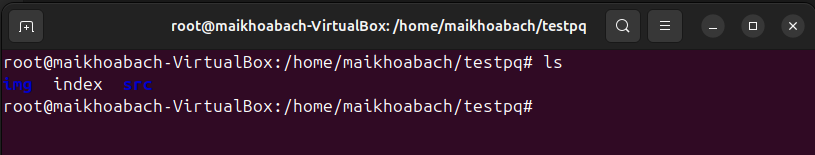 root@maikhoabach-VirtualBox: /home/maikhoabach/testpq
root@maikhoabach-VirtualBox:/home/maikhoabach/testpq# ls
img  index  src
root@maikhoabach-VirtualBox:/home/maikhoabach/testpq#